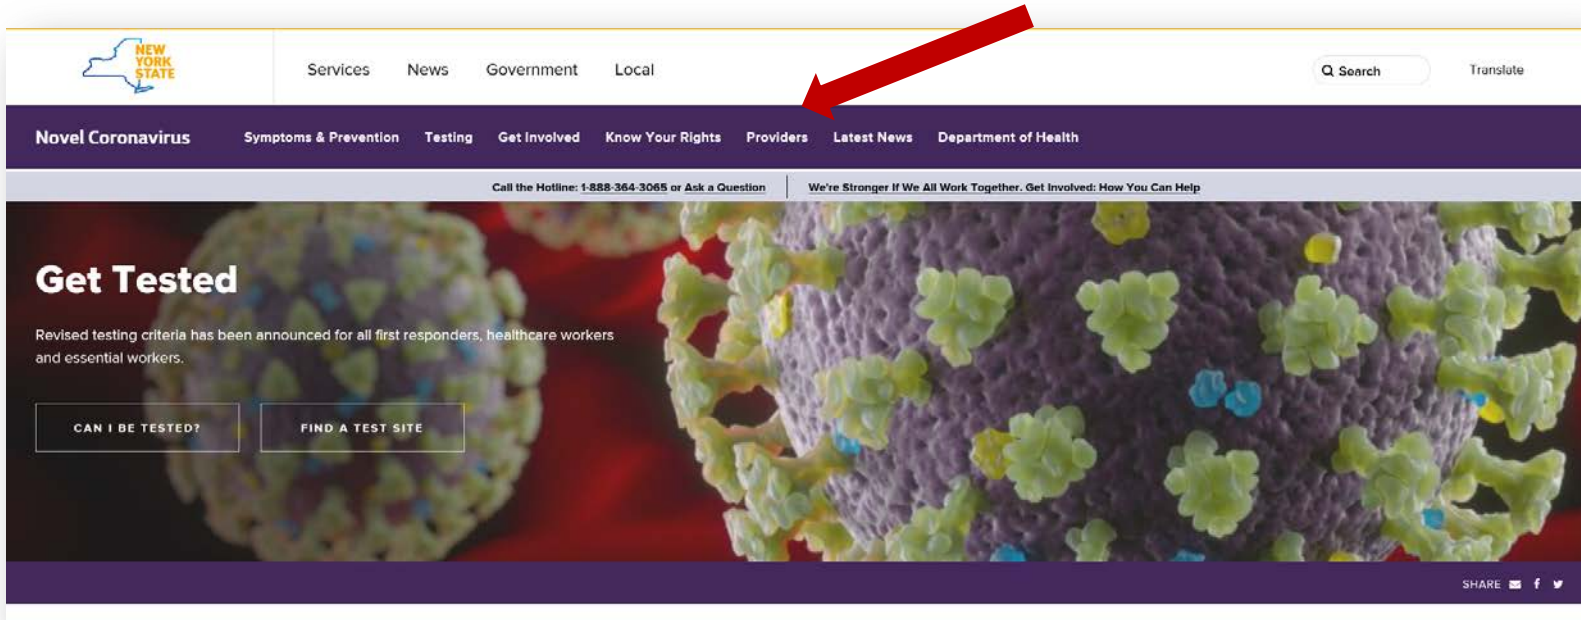 NEW
YORK
STATE
Services News Government Local
Search
Translate
Novel Coronavirus Symptoms & Prevention Testing Get Involved Know Your Rights Providers Latest News Department of Health
Call the Hotline: 1-888-364-3065 or Ask a Question We're Stronger If We All Work Together. Get Involved: How You Can Help
Get Tested
Revised testing criteria has been announced for all first responders, healthcare workers
and essential workers.
CAN I BE TESTED? FIND A TEST SITE
SHARE